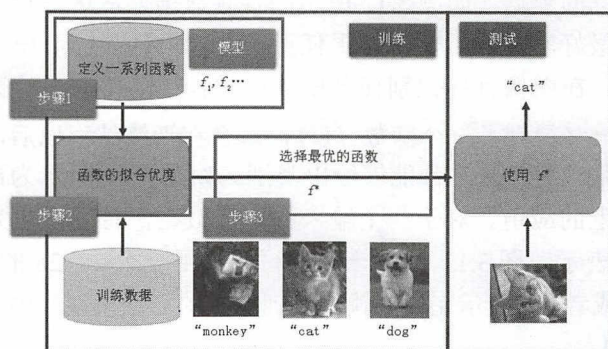 定义一系列函数
模型
f₁, f₂…
训练
测试
步骤1
"cat"
函数的拟合优度
选择最优的函数
f*
使用 f*
步骤2
步骤3
训练数据
"monkey"
"cat"
"dog"